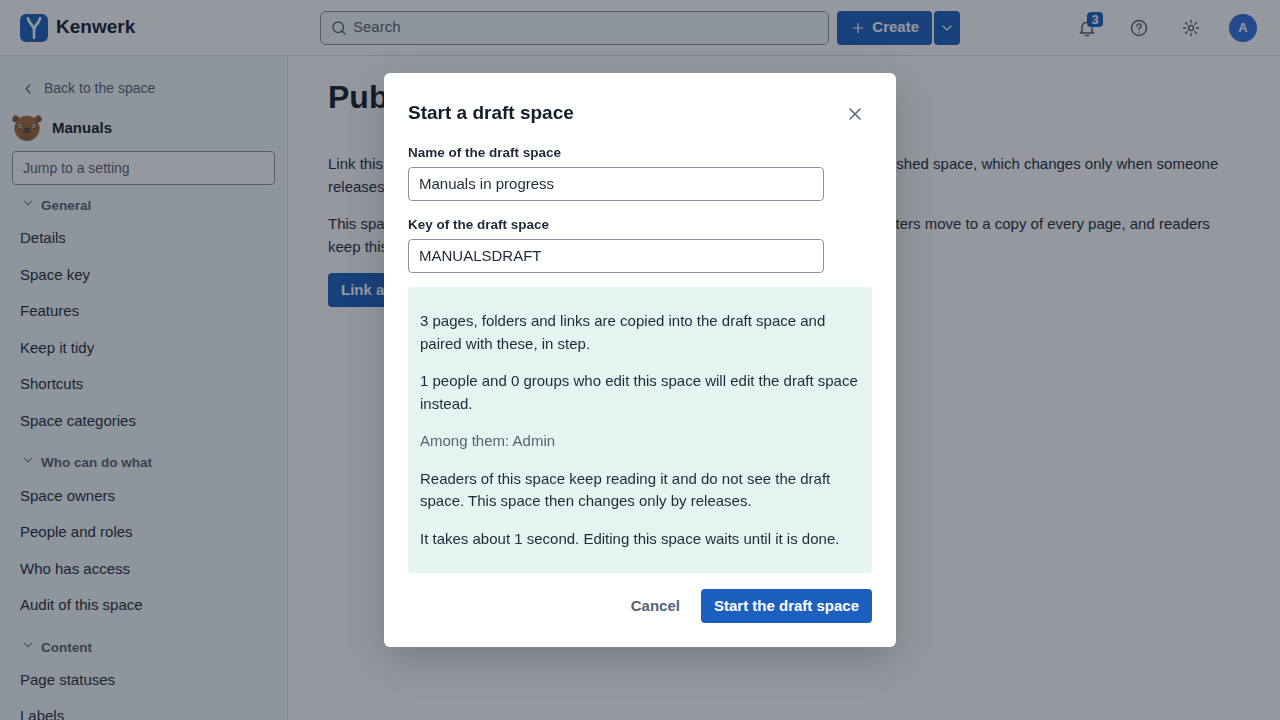 Kenwerk
Search
Create
3
A
Back to the space
Manuals
Jump to a setting
General
Details
Space key
Features
Keep it tidy
Shortcuts
Space categories
Who can do what
Space owners
People and roles
Who has access
Audit of this space
Content
Page statuses
Labels
Pub
Link this
shed space, which changes only when someone
releases
This spa
ters move to a copy of every page, and readers
keep this
Link a
Start a draft space
Name of the draft space
Manuals in progress
Key of the draft space
MANUALSDRAFT
3 pages, folders and links are copied into the draft space and
paired with these, in step.
1 people and 0 groups who edit this space will edit the draft space
instead.
Among them: Admin
Readers of this space keep reading it and do not see the draft
space. This space then changes only by releases.
It takes about 1 second. Editing this space waits until it is done.
Cancel
Start the draft space